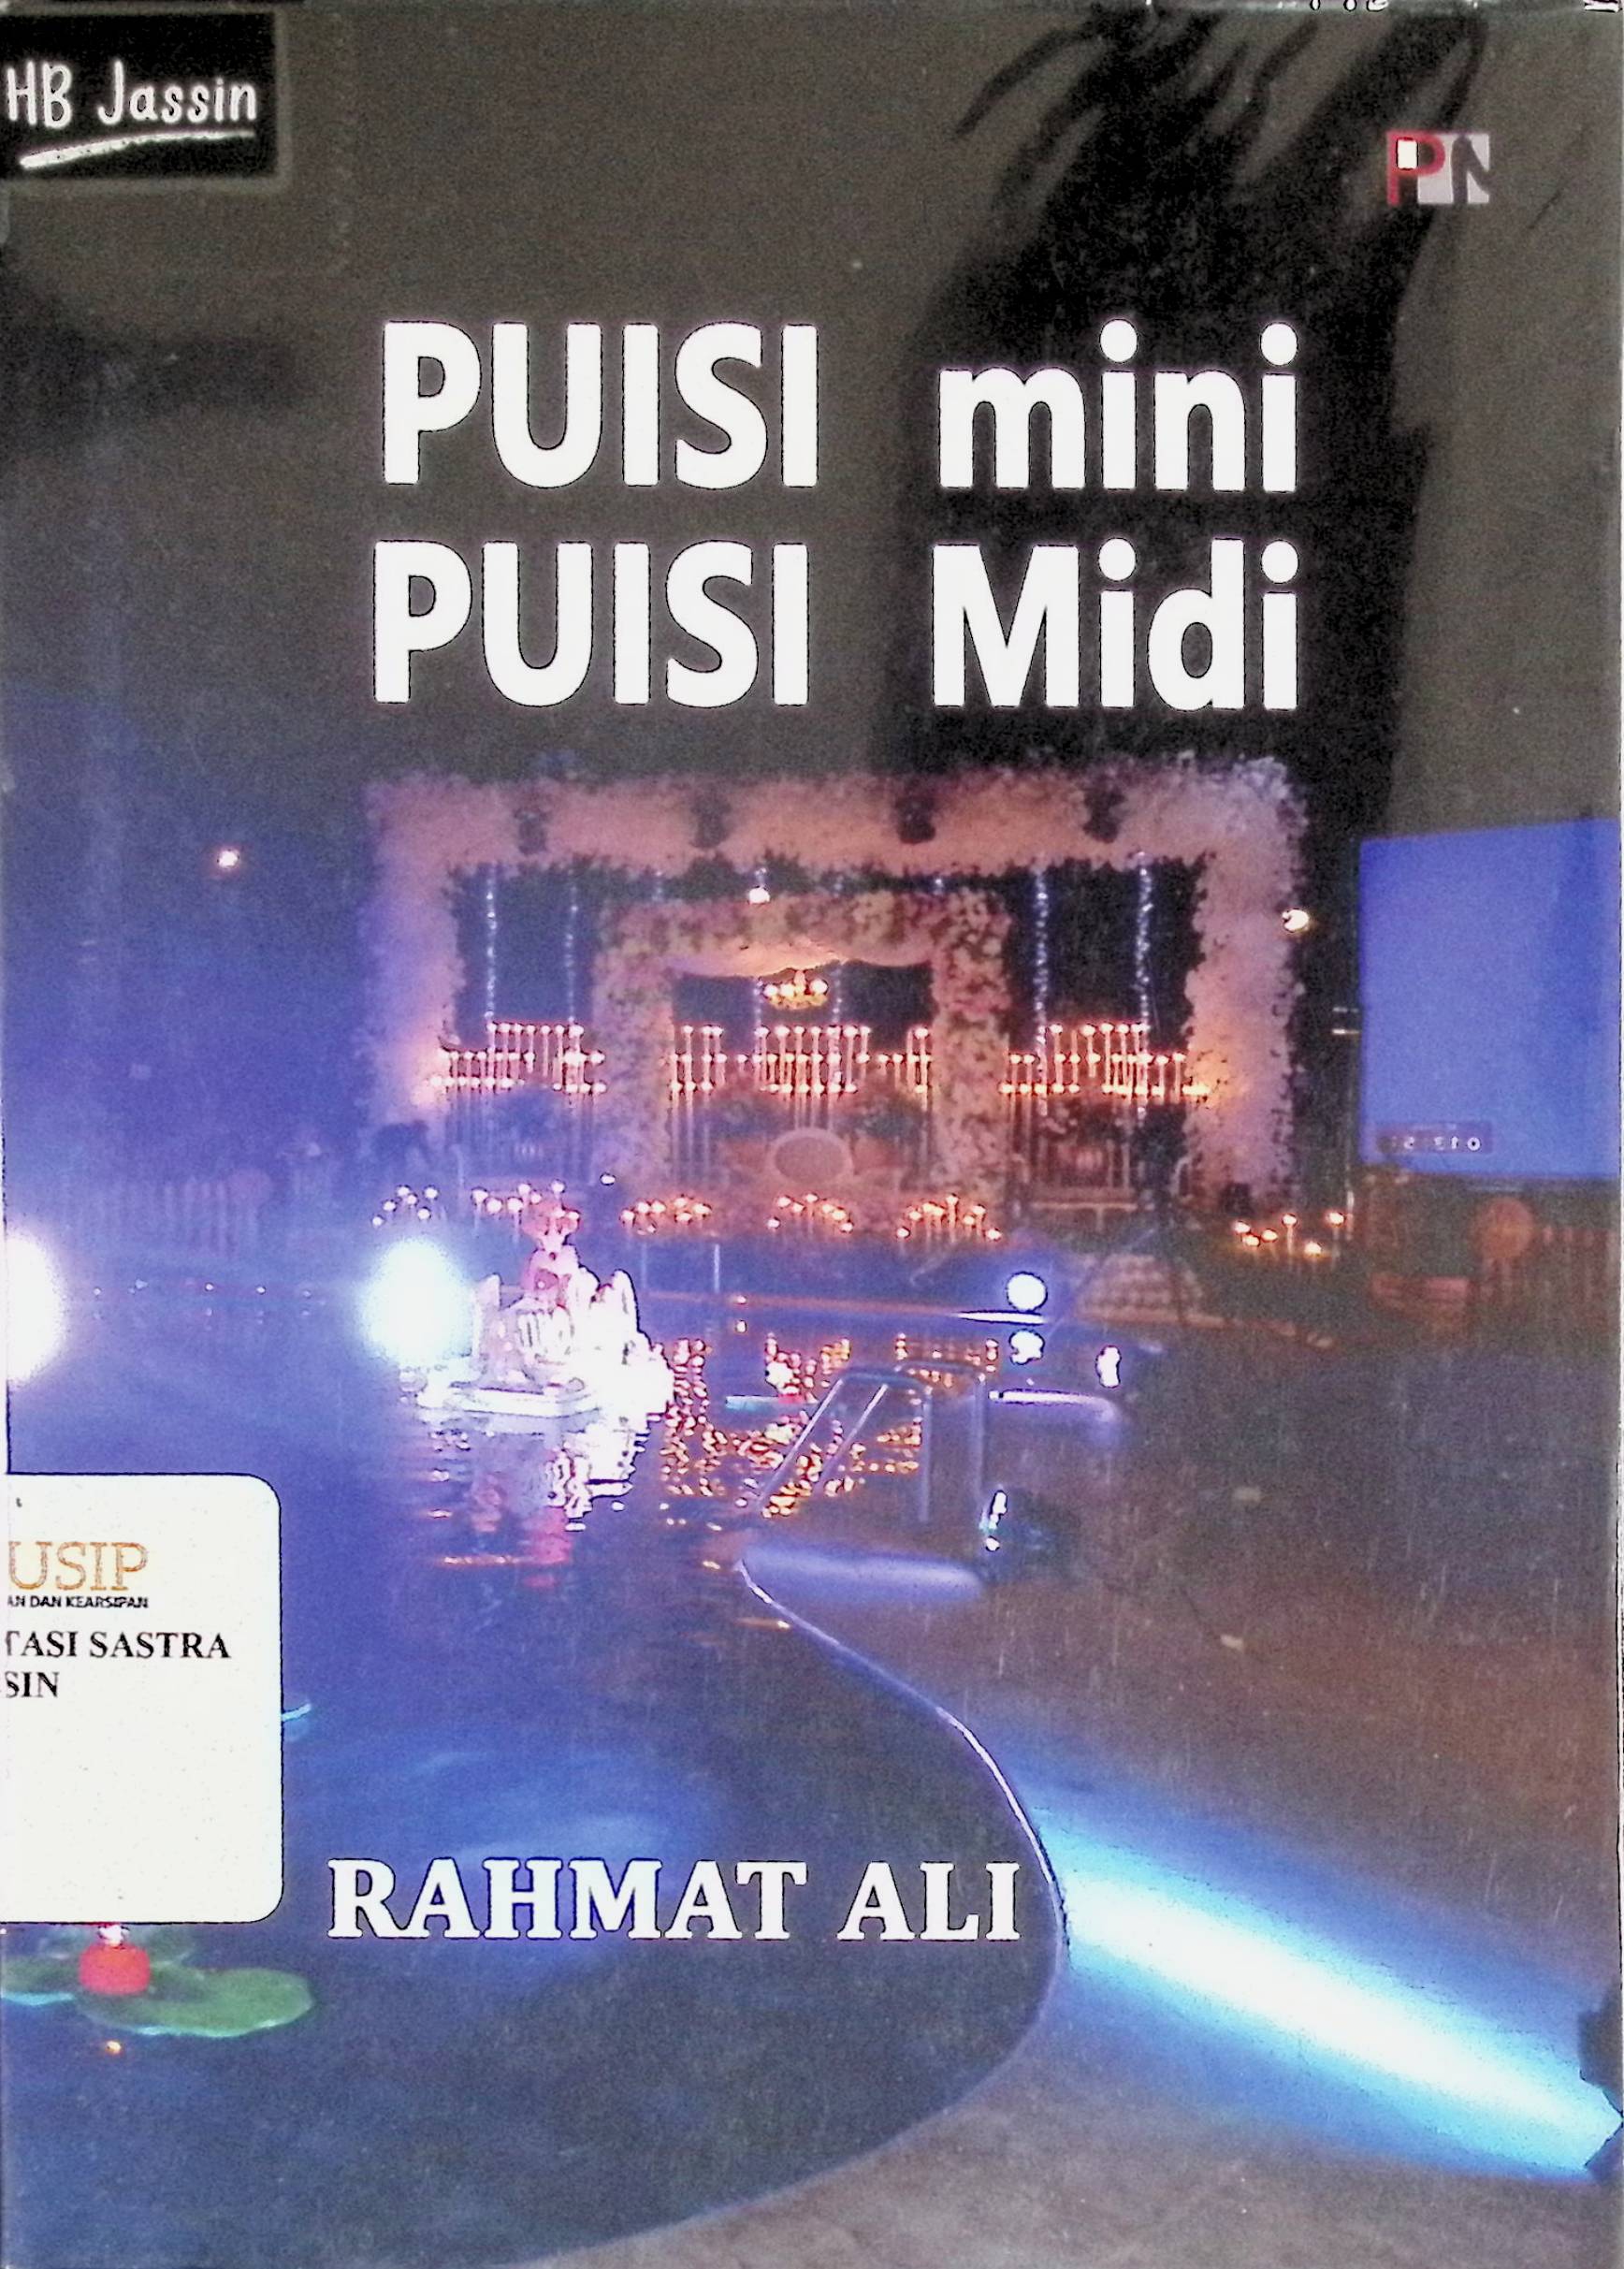 HB Jassin
PN
PUISI mini
PUISI Midi
USIP
AN DAN KEARSIPAN
TASI SASTRA
SIN
RAHMAT ALI